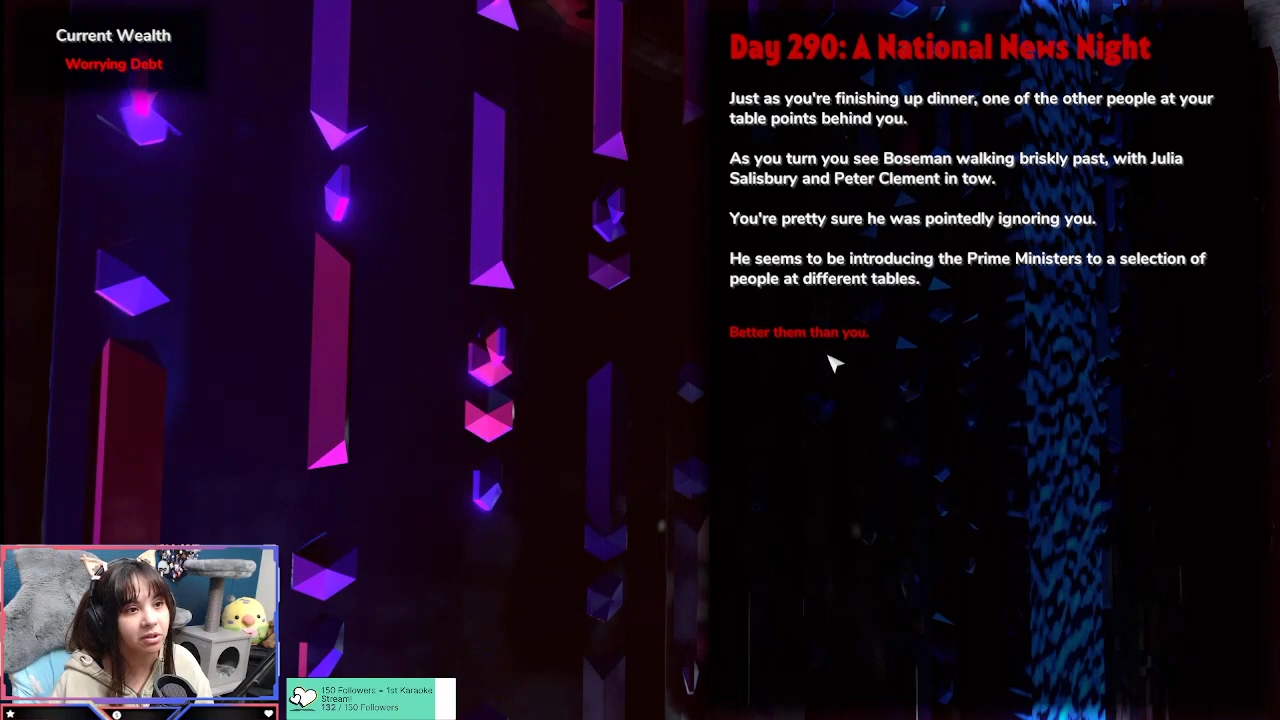 Current Wealth
Worrying Debt
Day 290: A National News Night
Just as you're finishing up dinner, one of the other people at your
table points behind you.
As you turn you see Boseman walking briskly past, with Julia
Salisbury and Peter Clement in tow.
You're pretty sure he was pointedly ignoring you.
He seems to be introducing the Prime Ministers to a selection of
people at different tables.
Better them than you.
150 Followers = 1st Karaoke
Stream!
132 / 150 Followers